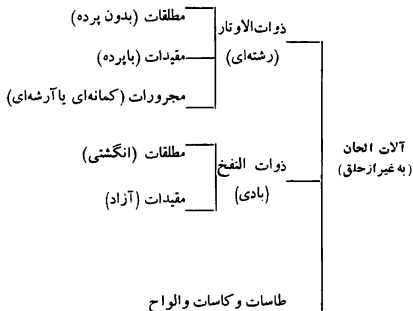 مطلقات (بدون پرده)
ذوات‌الاوتار
(رشته‌ای)
مقیدات (باپرده)
مجرورات (کمانه‌ای یاآرشه‌ای)
آلات الحان
(به غیرازحلق)
مطلقات (انگشتی)
ذوات النفخ
(بادی)
مقیدات (آزاد)
طاسات وکاسات والواح